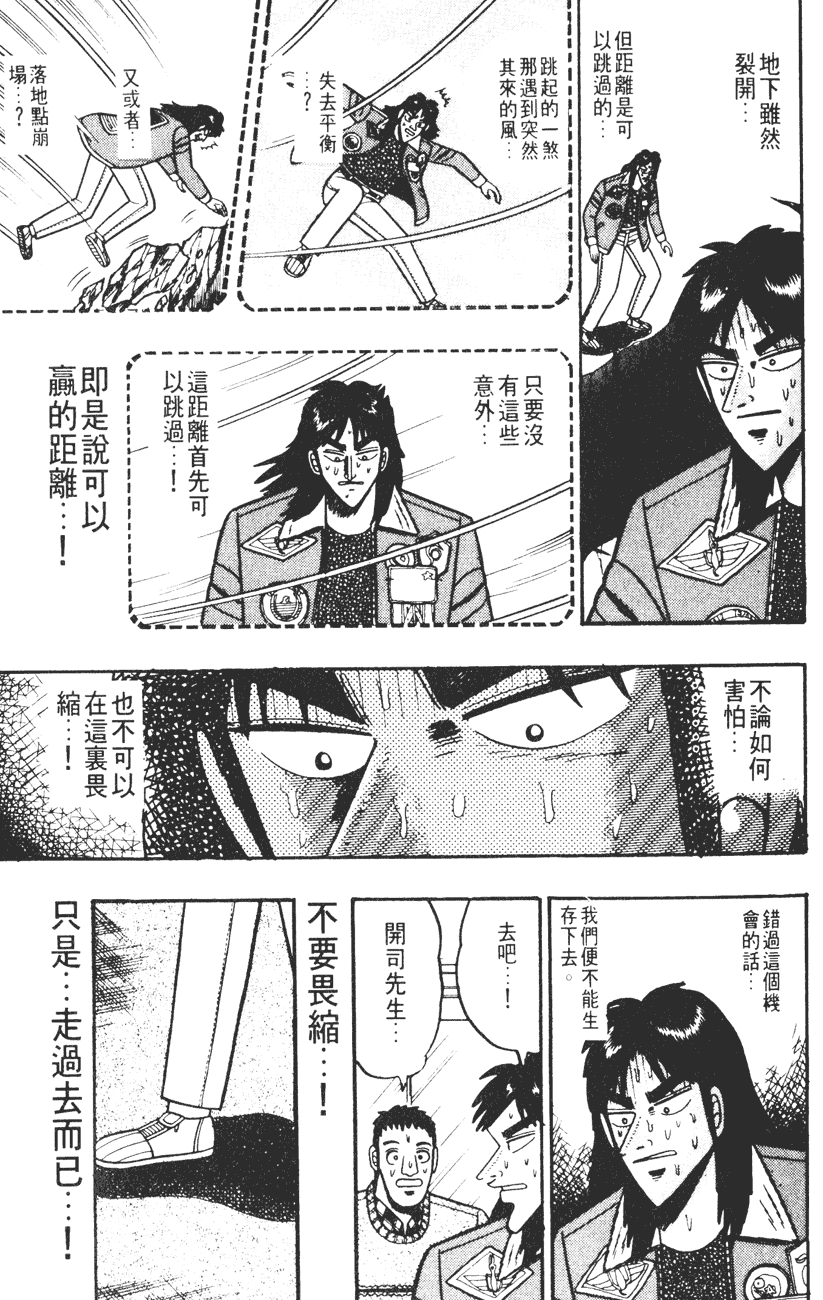 地下雖然
裂開…
但距離是可
以跳過的…
跳起的一煞
那遇到突然
其來的風…
失去平衡
…?
又或者…
落地點崩
塌…?
只要沒
有這些
意外…
這距離首先可
以跳過…!
即是說可以
贏的距離…!
不論如何
害怕…
也不可以
在這裏畏
縮…!
錯過這個機
會的話…
我們便不能生
存下去。
去吧…!
開司先生…
不要畏縮…!
只是…走過去而已…!